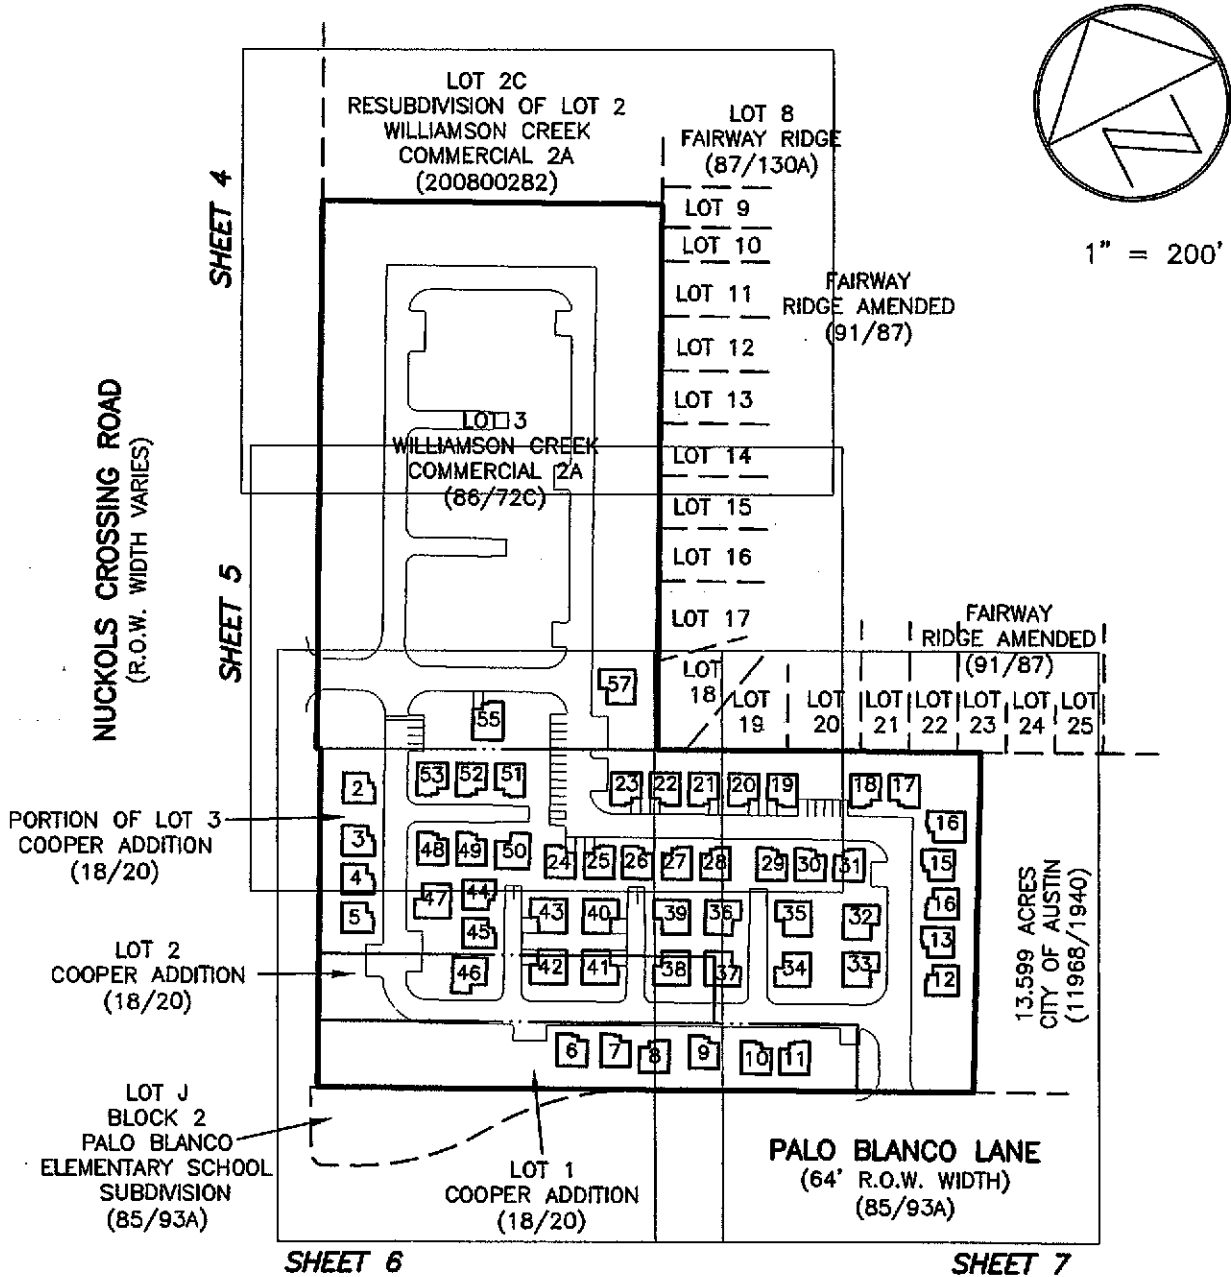 LOT 2C
RESUBDIVISION OF LOT 2
WILLIAMSON CREEK
COMMERCIAL 2A
(200800282)
LOT 8
FAIRWAY RIDGE
(87/130A)
1" = 200'
SHEET 4
LOT 9
LOT 10
LOT 11
FAIRWAY
RIDGE AMENDED
(91/87)
LOT 12
LOT 13
LOT 3
WILLIAMSON CREEK
COMMERCIAL 2A
(86/72C)
LOT 14
LOT 15
LOT 16
LOT 17
NUCKOLS CROSSING ROAD
(R.O.W. WIDTH VARIES)
SHEET 5
FAIRWAY
RIDGE AMENDED
(91/87)
LOT
18
LOT
19
LOT
20
LOT
21
LOT
22
LOT
23
LOT
24
LOT
25
57
55
2
53
52
51
23
22
21
20
19
18
17
PORTION OF LOT 3
COOPER ADDITION
(18/20)
3
48
49
50
24
25
26
27
28
29
30
31
16
15
4
47
44
5
43
40
39
36
35
32
16
45
13
LOT 2
COOPER ADDITION
(18/20)
46
42
41
38
37
34
33
12
13.599 ACRES
CITY OF AUSTIN
(11968/1940)
6
7
8
9
10
11
LOT J
BLOCK 2
PALO BLANCO
ELEMENTARY SCHOOL
SUBDIVISION
(85/93A)
LOT 1
COOPER ADDITION
(18/20)
PALO BLANCO LANE
(64' R.O.W. WIDTH)
(85/93A)
SHEET 6
SHEET 7